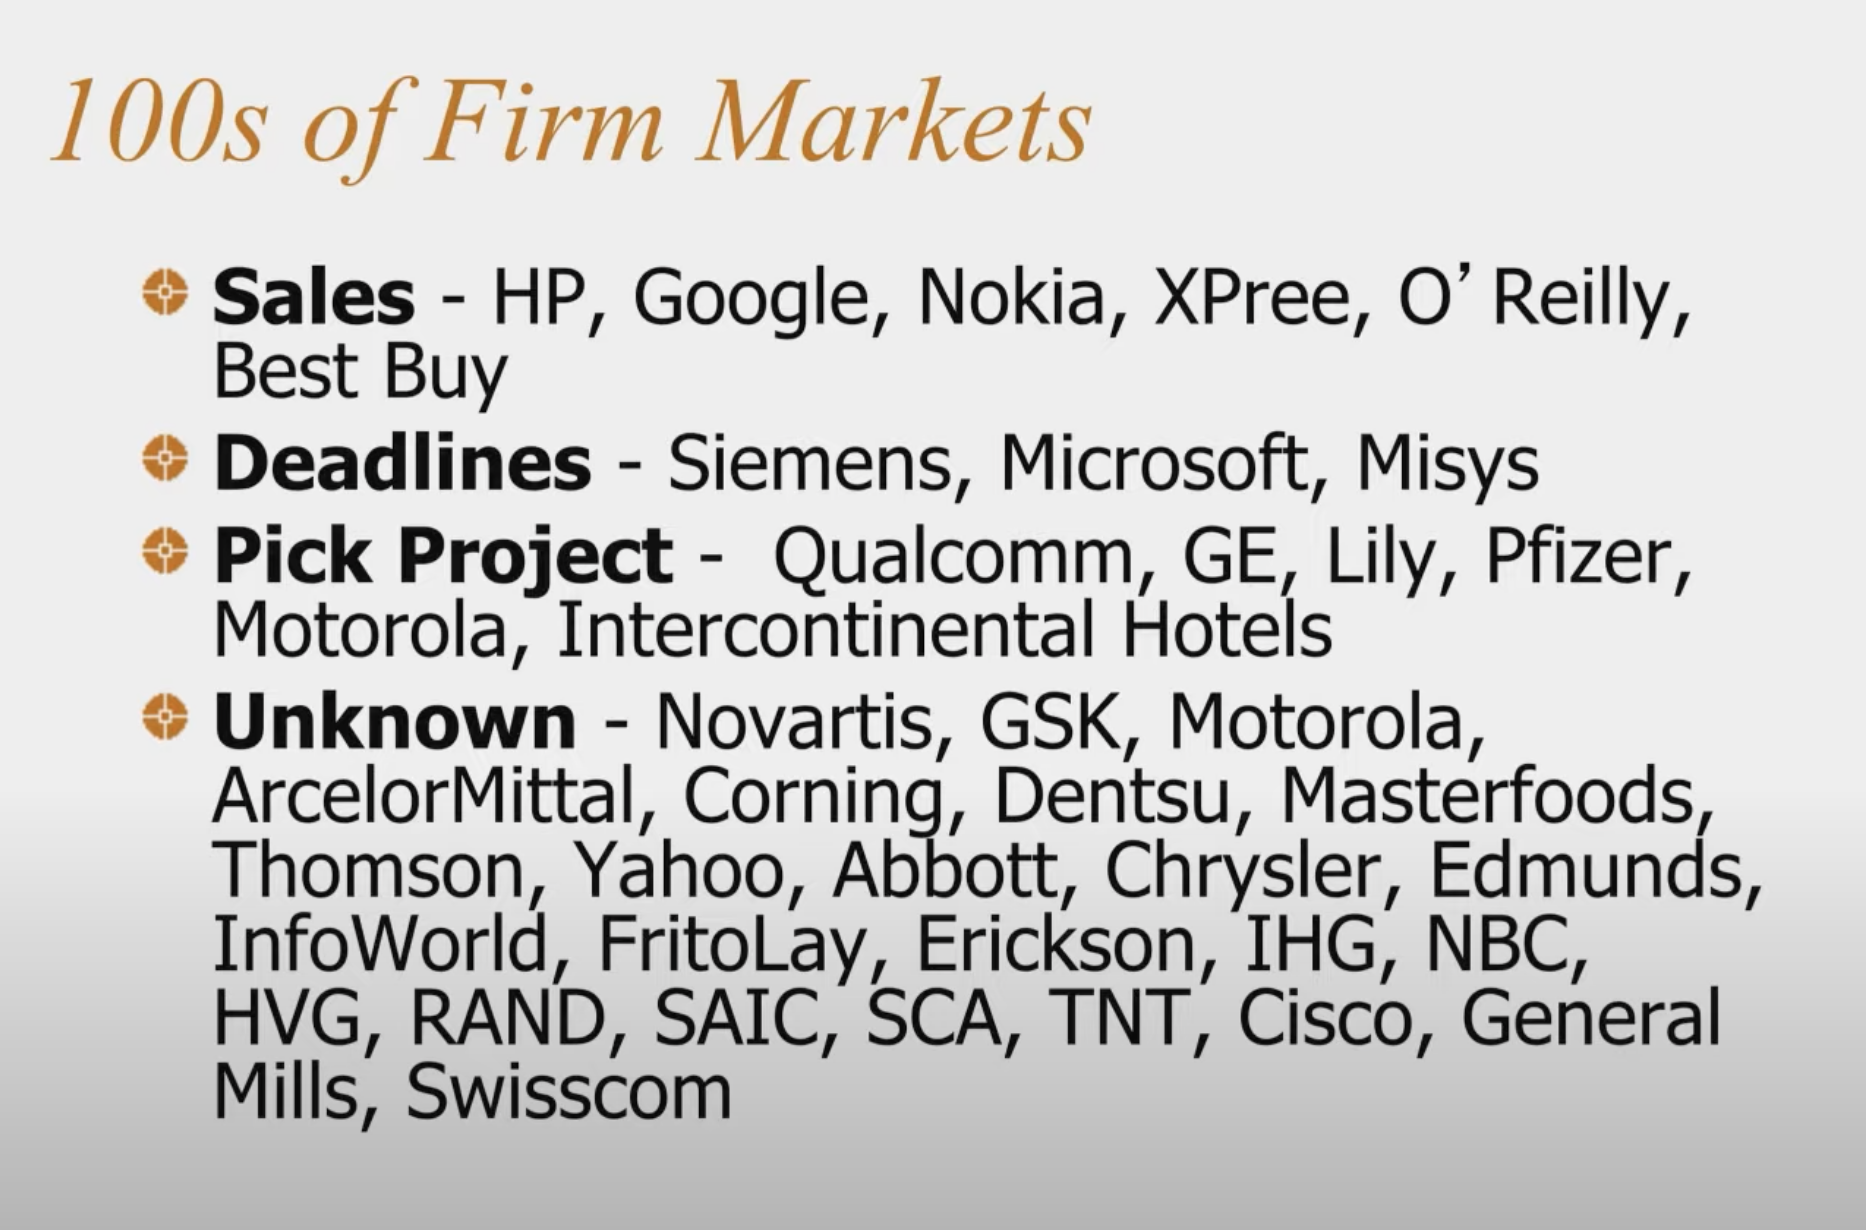 100s of Firm Markets
Sales - HP, Google, Nokia, XPree, O’ Reilly,
Best Buy
Deadlines - Siemens, Microsoft, Misys
Pick Project -  Qualcomm, GE, Lily, Pfizer,
Motorola, Intercontinental Hotels
Unknown - Novartis, GSK, Motorola,
ArcelorMittal, Corning, Dentsu, Masterfoods,
Thomson, Yahoo, Abbott, Chrysler, Edmunds,
InfoWorld, FritoLay, Erickson, IHG, NBC,
HVG, RAND, SAIC, SCA, TNT, Cisco, General
Mills, Swisscom